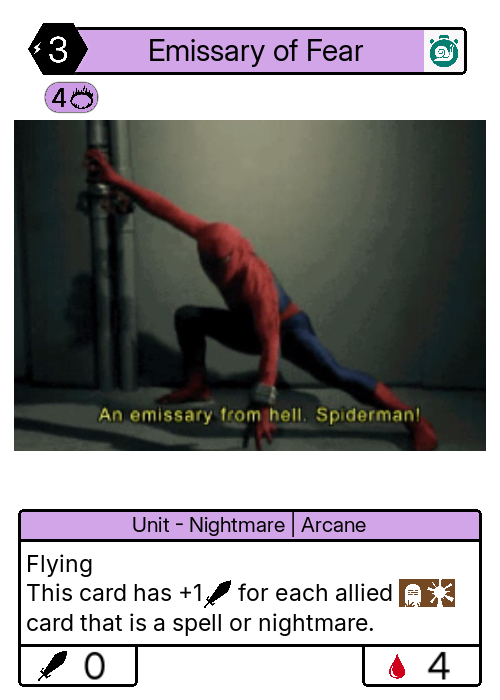 3
Emissary of Fear
4
An emissary from hell. Spiderman!
Unit - Nightmare | Arcane
Flying
This card has +1 for each allied
card that is a spell or nightmare.
0
4